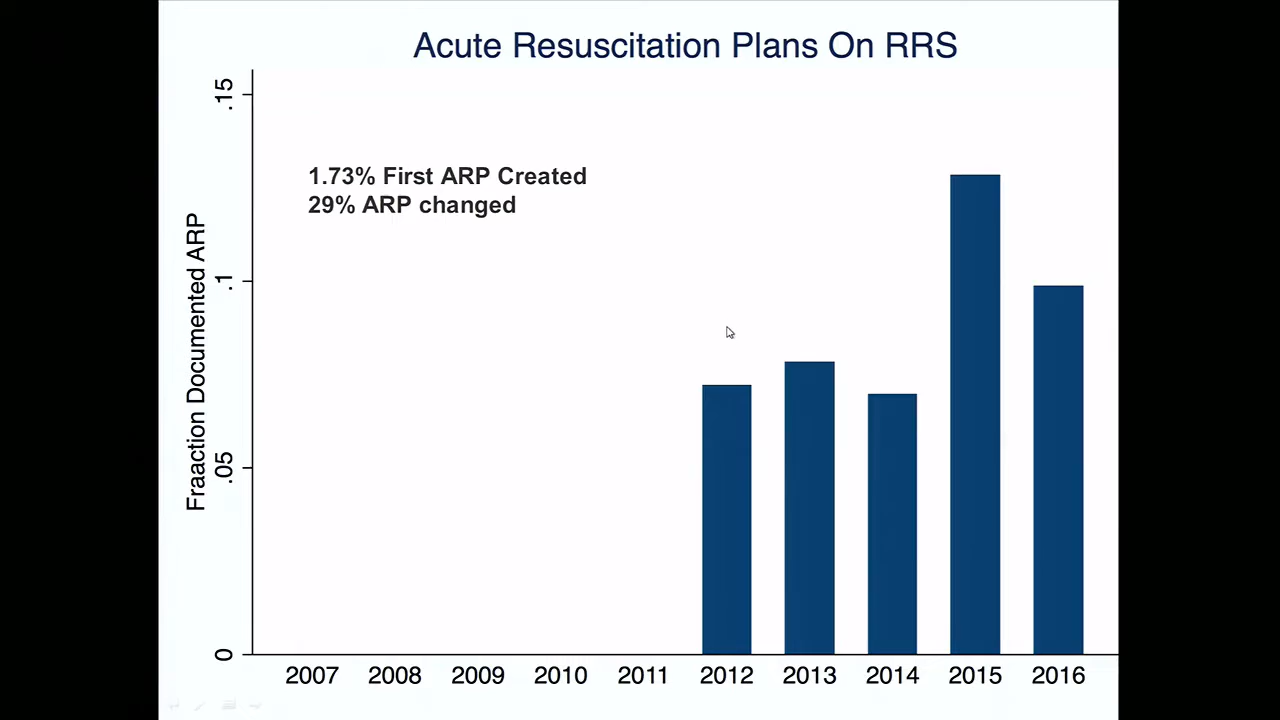 Acute Resuscitation Plans On RRS
.15
1.73% First ARP Created
29% ARP changed
Fraaction Documented ARP
.1
.05
0
2007 2008 2009 2010 2011 2012 2013 2014 2015 2016